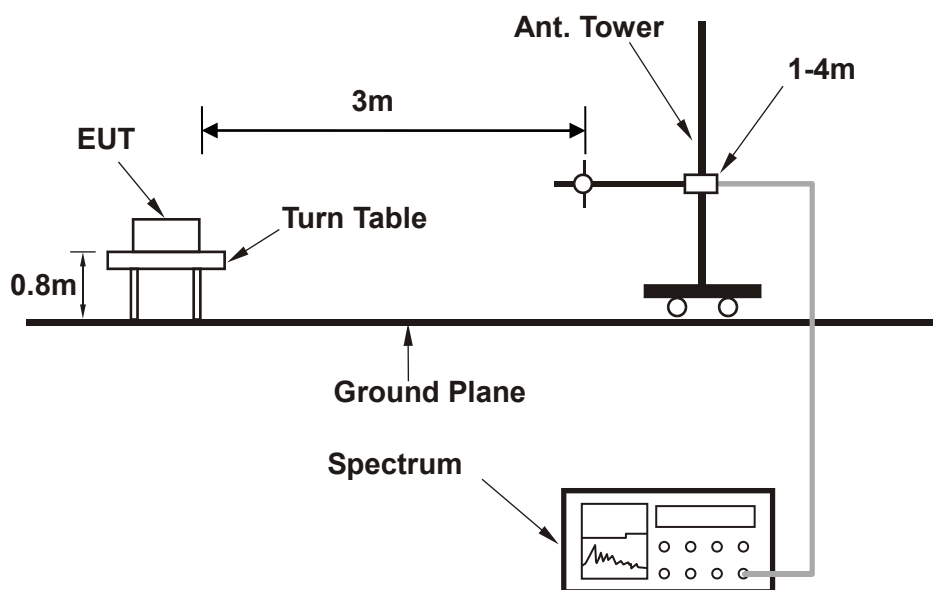 Ant. Tower
1-4m
3m
EUT
Turn Table
0.8m
Ground Plane
Spectrum